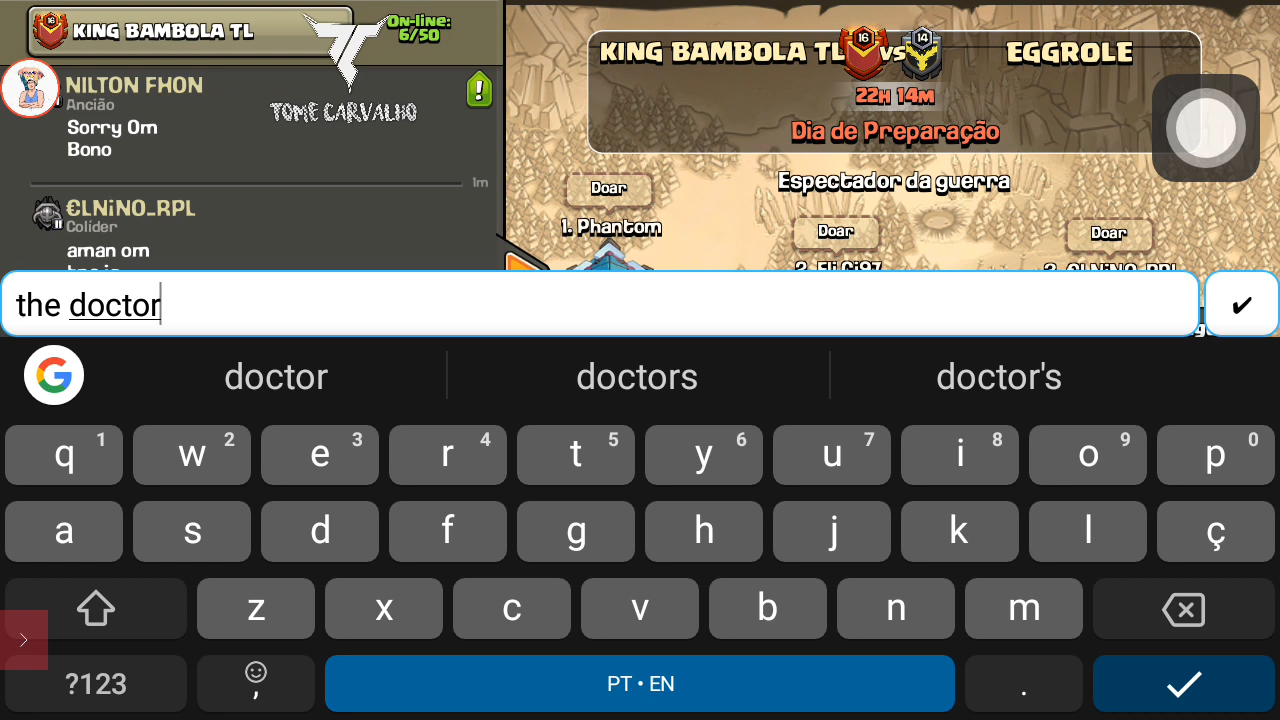 16
KING BAMBOLA TL
On-line:
6/50
NILTON FHON
Ancião
Sorry Om
Bono
TOME CARVALHO
1m
€LNiNO_RPL
Colíder
aman om
KING BAMBOLA TL
16
vs
14
EGGROLE
22H 14M
Dia de Preparação
Espectador da guerra
Doar
1. Phantom
Doar
Doar
the doctor
✔
doctor
doctors
doctor's
q 1 w 2 e 3 r 4 t 5 y 6 u 7 i 8 o 9 p 0
a s d f g h j k l ç
z x c v b n m
?123 , PT • EN .